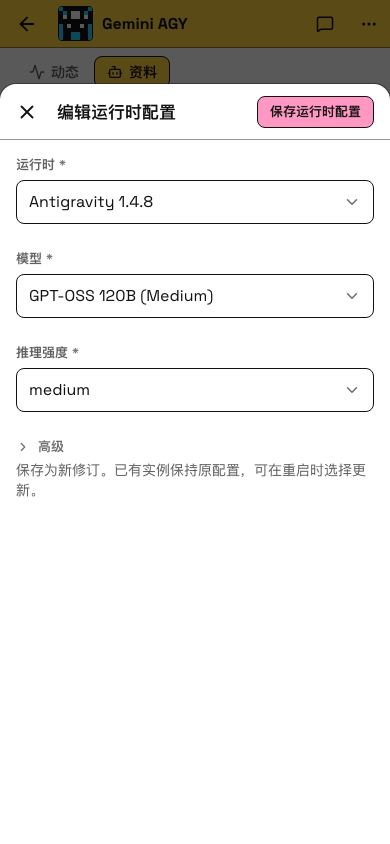 Gemini AGY
动态
资料
编辑运行时配置
保存运行时配置
运行时 *
Antigravity 1.4.8
模型 *
GPT-OSS 120B (Medium)
推理强度 *
medium
高级
保存为新修订。已有实例保持原配置，可在重启时选择更
新。